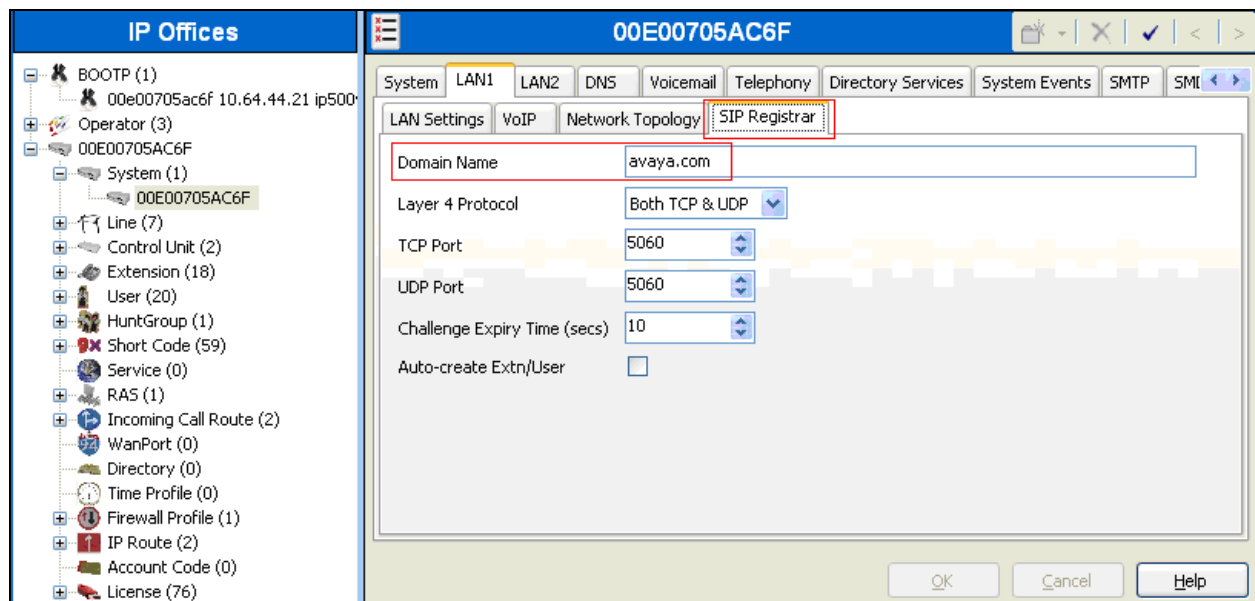 IP Offices
BOOTP (1)
00e00705ac6f 10.64.44.21 ip500
Operator (3)
00E00705AC6F
System (1)
00E00705AC6F
Line (7)
Control Unit (2)
Extension (18)
User (20)
HuntGroup (1)
Short Code (59)
Service (0)
RAS (1)
Incoming Call Route (2)
WanPort (0)
Directory (0)
Time Profile (0)
Firewall Profile (1)
IP Route (2)
Account Code (0)
License (76)
00E00705AC6F
System LAN1 LAN2 DNS Voicemail Telephony Directory Services System Events SMTP
LAN Settings VoIP Network Topology SIP Registrar
Domain Name avaya.com
Layer 4 Protocol Both TCP & UDP
TCP Port 5060
UDP Port 5060
Challenge Expiry Time (secs) 10
Auto-create Extn/User
OK Cancel Help